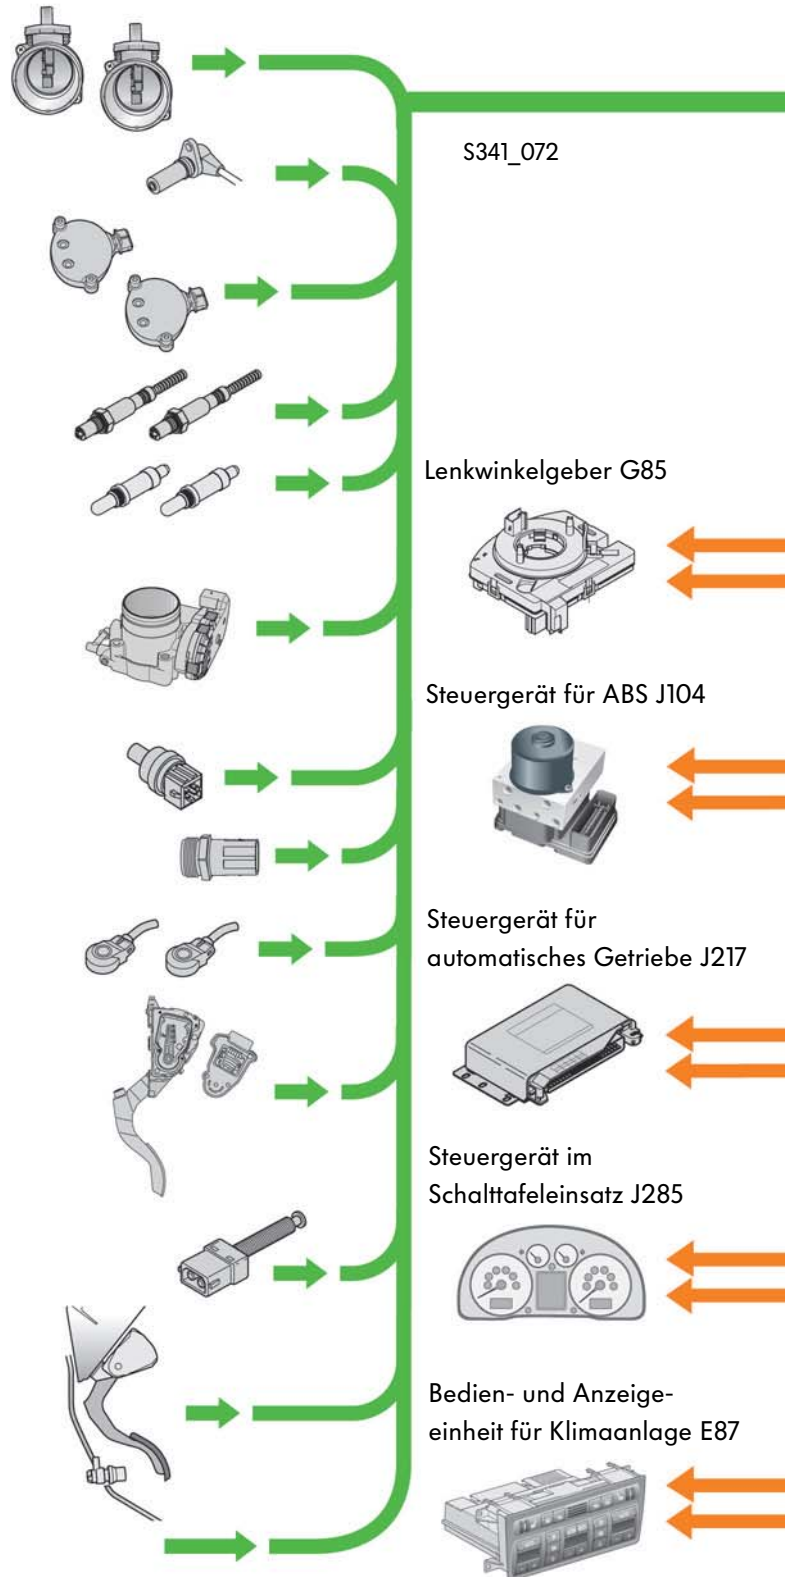 S341_072
Lenkwinkelgeber G85
Steuergerät für ABS J104
Steuergerät für
automatisches Getriebe J217
Steuergerät im
Schalttafeleinsatz J285
Bedien- und Anzeige-
einheit für Klimaanlage E87